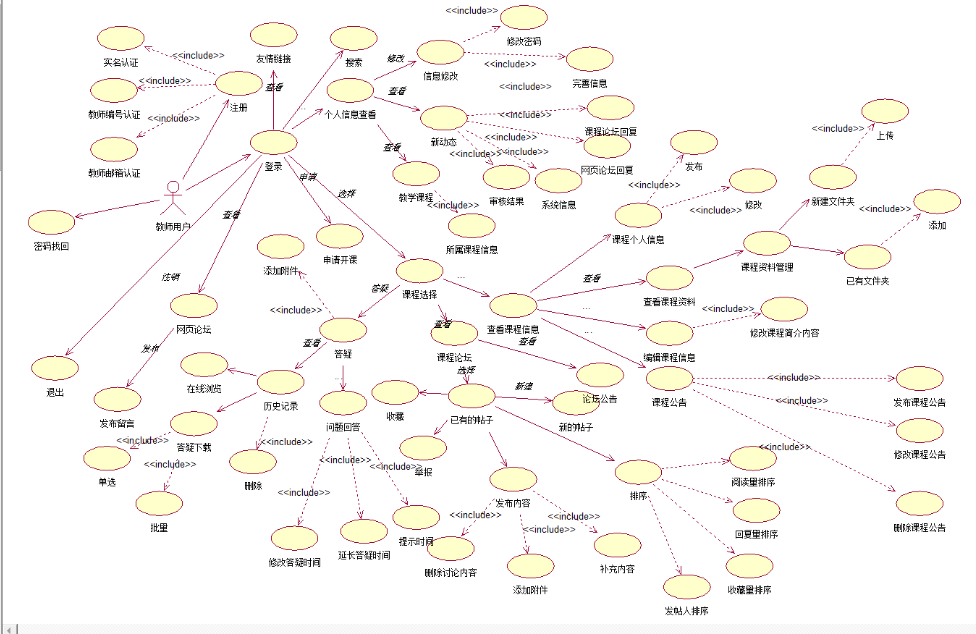 <<include>>
修改密码
实名认证
<<include>>
友情链接
搜索
修改
信息修改
<<include>>
完善信息
教师编号认证
<<include>>
注册
查看
...
个人信息查看
查看
<<include>>
<<include>>
课程论坛回复
<<include>>
教师邮箱认证
新动态
<<include>>
<<include>>
<<include>>
网页论坛回复
登录
查看
申请
选择
教学课程
<<include>>
审核结果
系统信息
所属课程信息
<<include>>
上传
发布
<<include>>
<<include>>
修改
新建文件夹
<<include>>
添加
教师用户
密码找回
查看
添加附件
申请开课
课程个人信息
课程资料管理
已有文件夹
注销
答疑
课程选择
...
查看
查看课程资料
<<include>>
网页论坛
查看
查看课程信息
...
...
<<include>>
修改课程简介内容
发布
查看
答疑
课程论坛
查看
编辑课程信息
退出
在线浏览
历史记录
...
选择
新建
论坛公告
课程公告
<<include>>
发布课程公告
<<include>>
发布留言
收藏
已有的帖子
新的帖子
<<include>>
答疑下载
<<include>>
问题回答
修改课程公告
<<include>>
单选
<<include>>
删除
<<include>>
<<include>>
举报
阅读量排序
<<include>>
发布内容
排序
批量
<<include>>
<<include>>
<<include>>
提示时间
回复量排序
删除课程公告
修改答疑时间
延长答疑时间
删除讨论内容
添加附件
补充内容
收藏量排序
发帖人排序